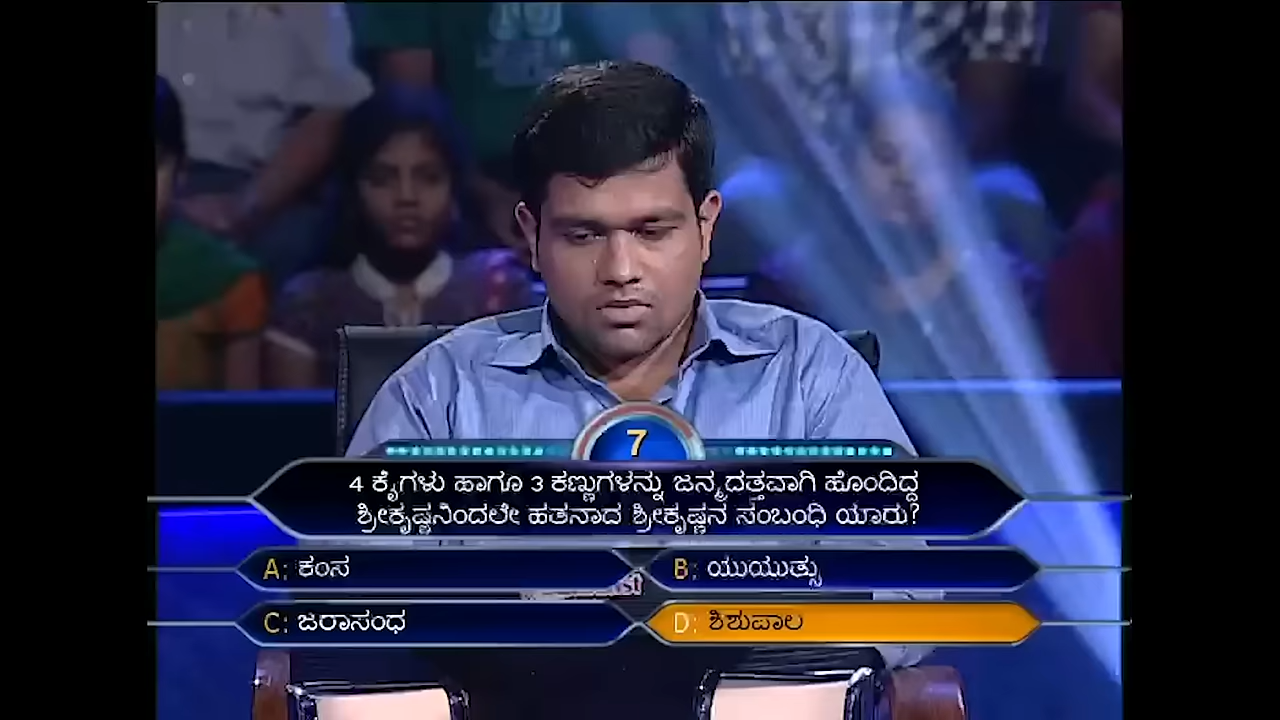 7
4 ಕೈಗಳು ಹಾಗೂ 3 ಕಣ್ಣುಗಳನ್ನು ಜನ್ಮದತ್ತವಾಗಿ ಹೊಂದಿದ್ದ
ಶ್ರೀಕೃಷ್ಣನಿಂದಲೇ ಹತನಾದ ಶ್ರೀಕೃಷ್ಣನ ಸಂಬಂಧಿ ಯಾರು?
A: ಕಂಸ
B: ಯುಯುತ್ಸು
C: ಜರಾಸಂಧ
D: ಶಿಶುಪಾಲ